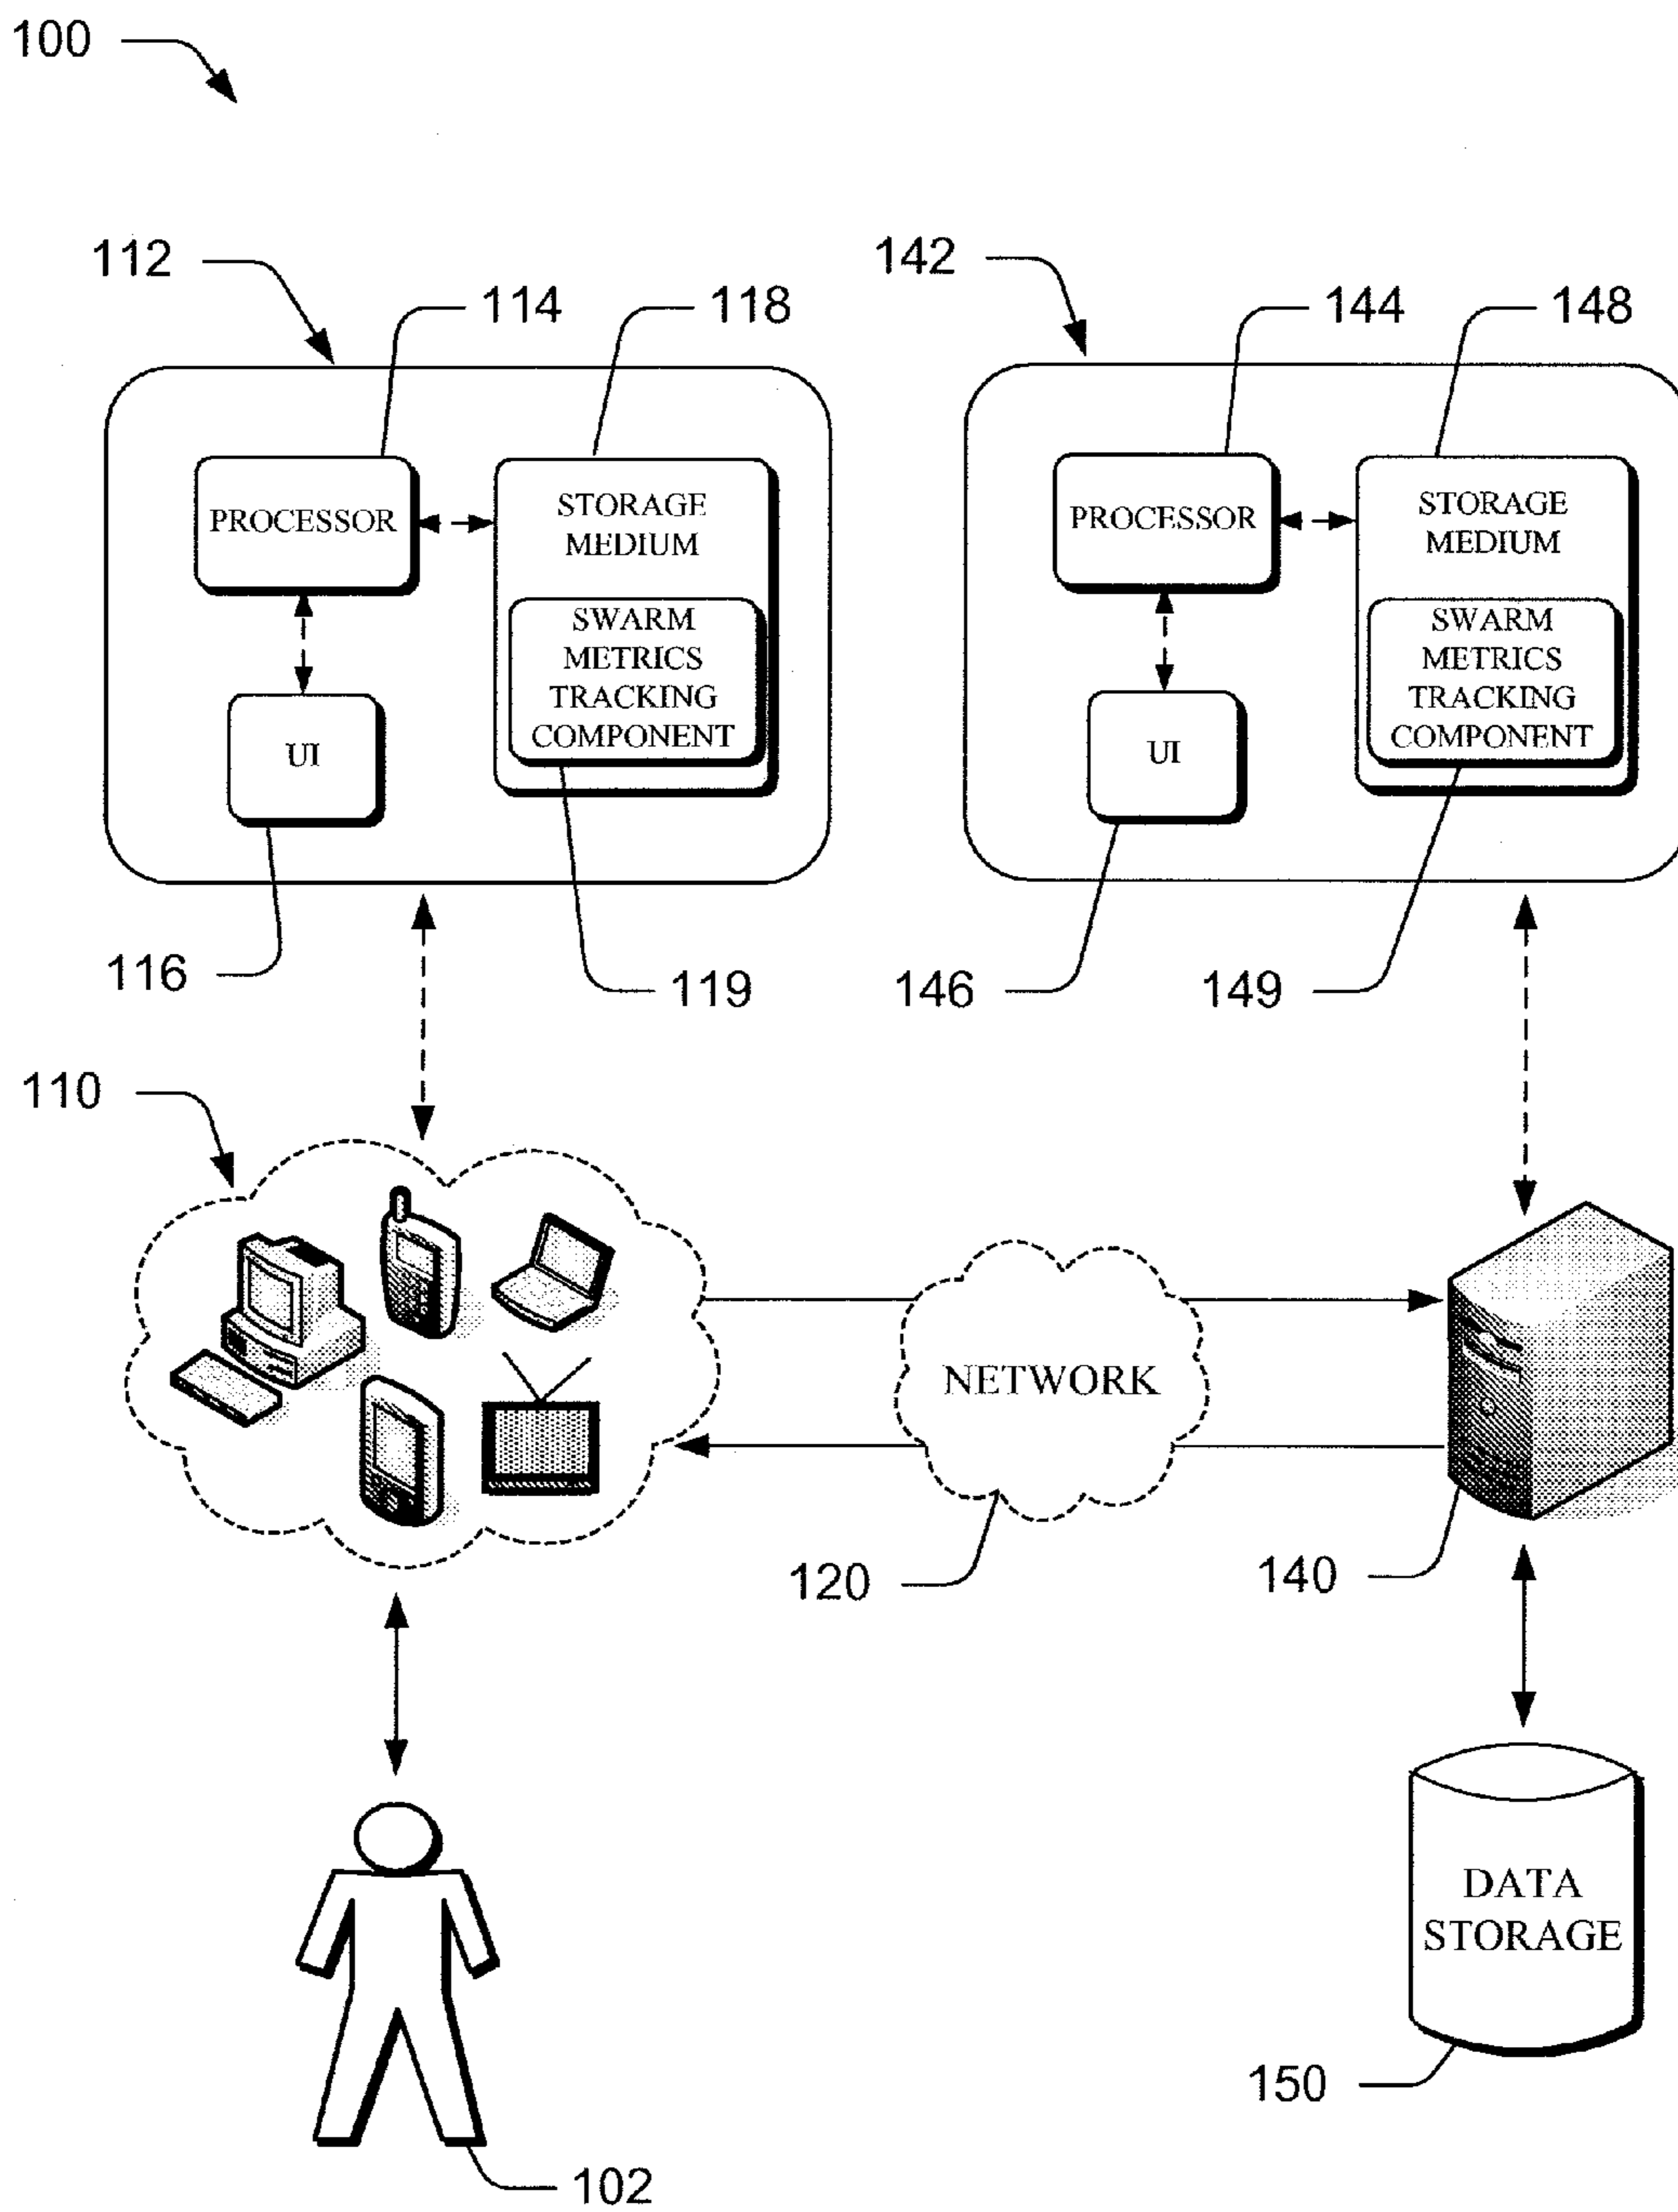 100
112
114
118
142
144
148
PROCESSOR
STORAGE
MEDIUM
SWARM
METRICS
TRACKING
COMPONENT
UI
PROCESSOR
STORAGE
MEDIUM
SWARM
METRICS
TRACKING
COMPONENT
UI
116
119
146
149
110
NETWORK
120
140
DATA
STORAGE
150
102